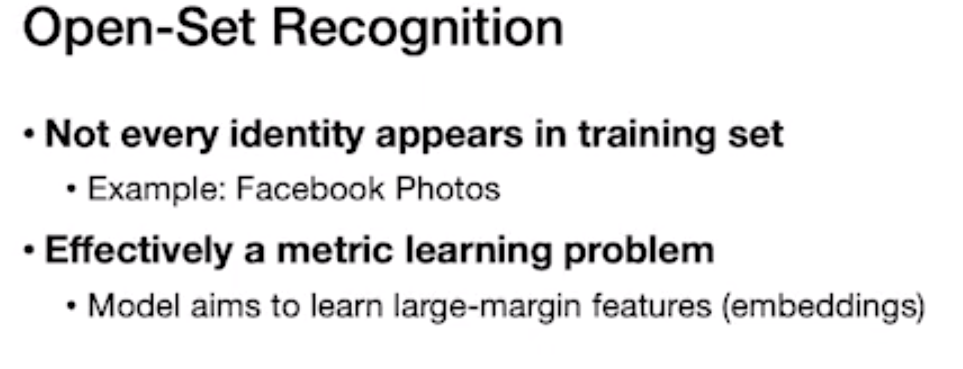 Open-Set Recognition
• Not every identity appears in training set
• Example: Facebook Photos
• Effectively a metric learning problem
• Model aims to learn large-margin features (embeddings)